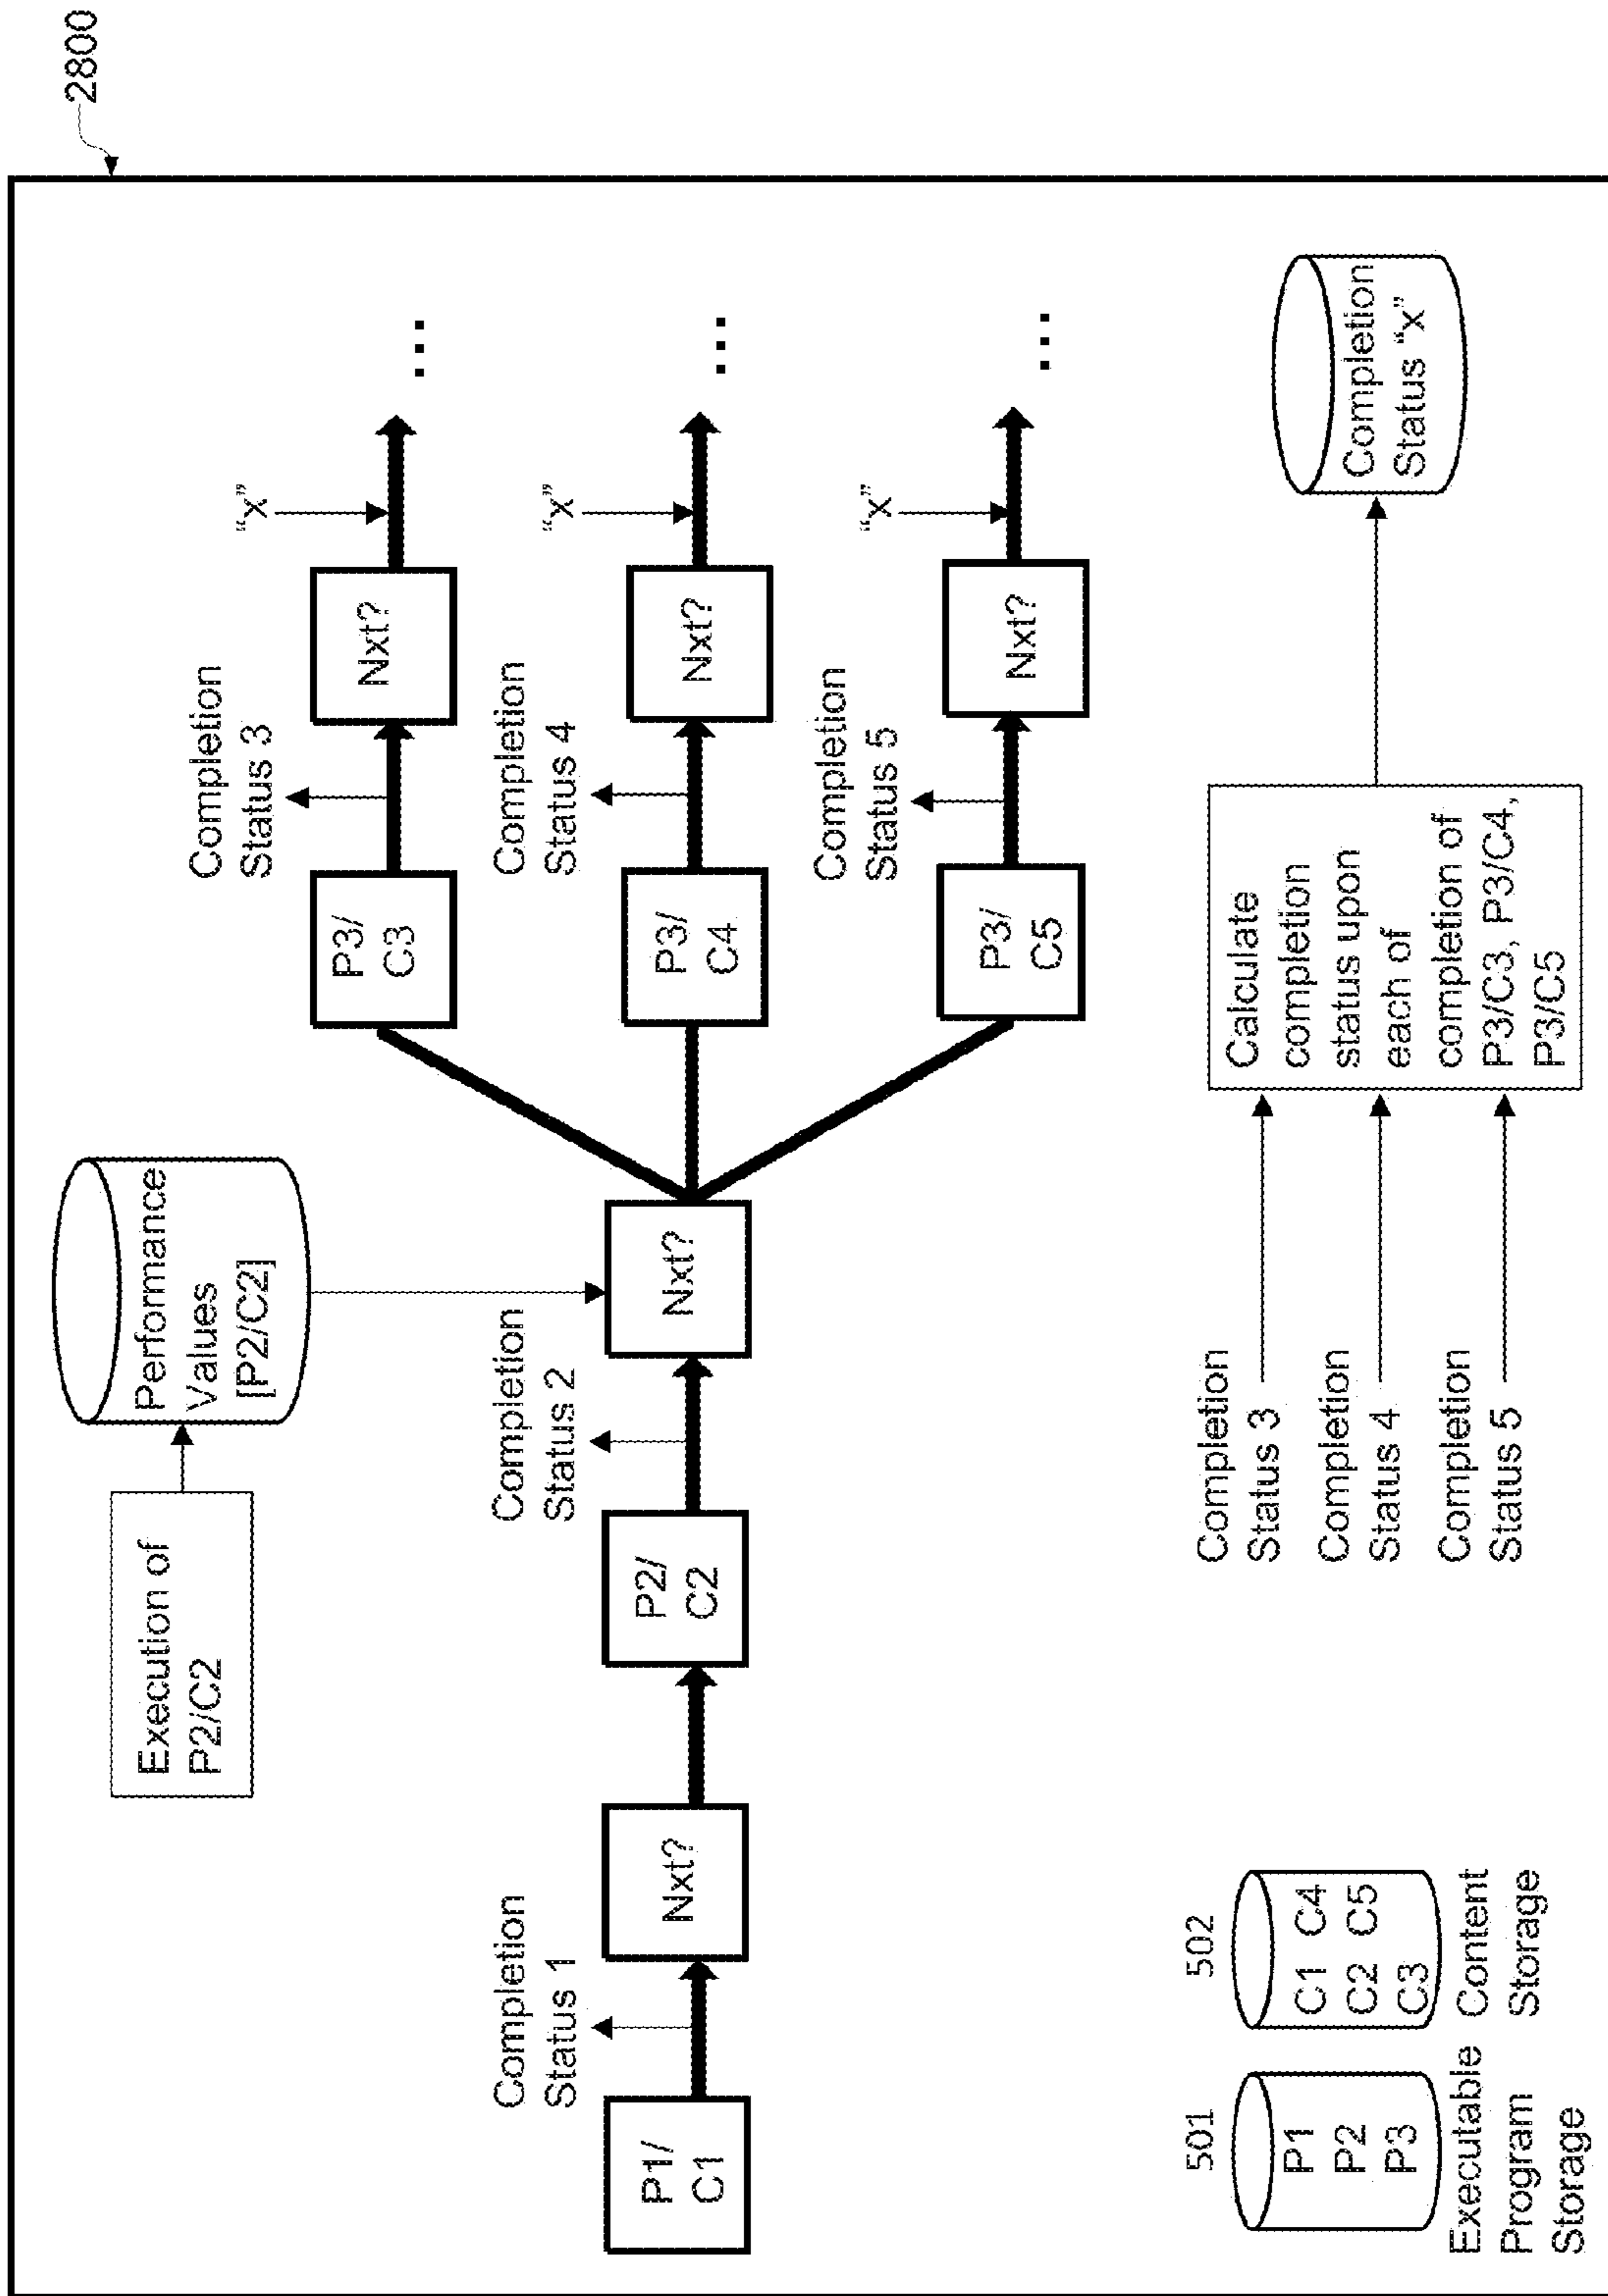 2800
Execution of
P2/C2
Performance
Values
[P2/C2]
Completion
Status 1
Completion
Status 2
Completion
Status 3
Completion
Status 4
Completion
Status 5
P1/
C1
Nxt?
P2/
C2
Nxt?
P3/
C3
Nxt?
“x”
...
P3/
C4
Nxt?
“x”
...
P3/
C5
Nxt?
“x”
...
501
P1
P2
P3
Executable
Program
Storage
502
C1 C4
C2 C5
C3
Content
Storage
Completion
Status 3
Completion
Status 4
Completion
Status 5
Calculate
completion
status upon
each of
completion of
P3/C3, P3/C4,
P3/C5
Completion
Status “x”